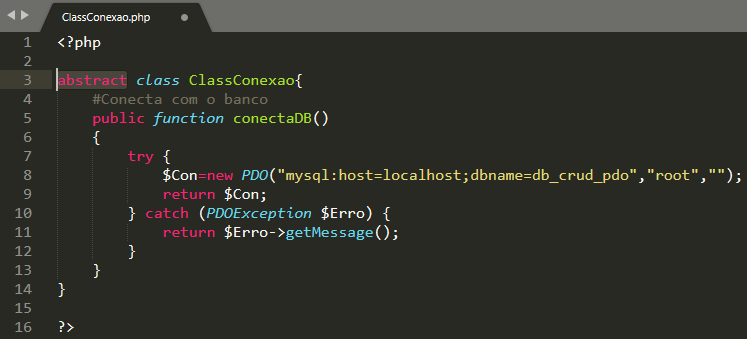 ClassConexao.php
1 <?php
2
3 abstract class ClassConexao{
4 #Conecta com o banco
5 public function conectaDB()
6 {
7 try {
8 $Con=new PDO("mysql:host=localhost;dbname=db_crud_pdo","root","");
9 return $Con;
10 } catch (PDOException $Erro) {
11 return $Erro->getMessage();
12 }
13 }
14 }
15
16 ?>